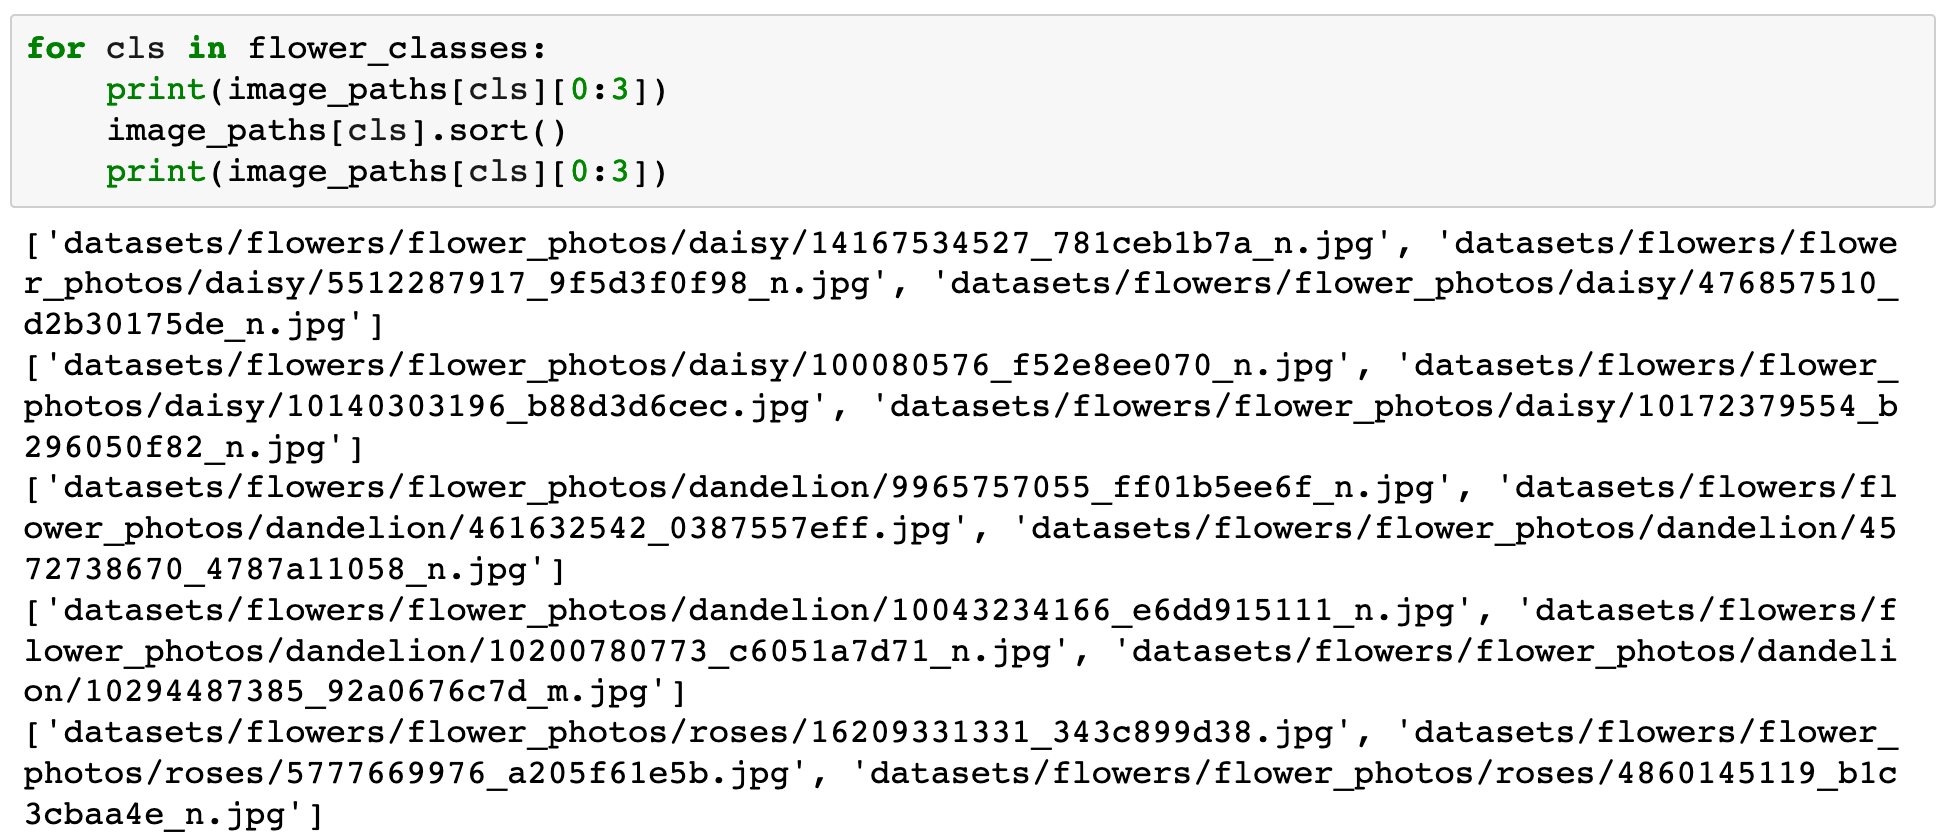 for cls in flower_classes:
    print(image_paths[cls][0:3])
    image_paths[cls].sort()
    print(image_paths[cls][0:3])
['datasets/flowers/flower_photos/daisy/14167534527_781ceb1b7a_n.jpg', 'datasets/flowers/flowe
r_photos/daisy/5512287917_9f5d3f0f98_n.jpg', 'datasets/flowers/flower_photos/daisy/476857510_
d2b30175de_n.jpg']
['datasets/flowers/flower_photos/daisy/100080576_f52e8ee070_n.jpg', 'datasets/flowers/flower_
photos/daisy/10140303196_b88d3d6cec.jpg', 'datasets/flowers/flower_photos/daisy/10172379554_b
296050f82_n.jpg']
['datasets/flowers/flower_photos/dandelion/9965757055_ff01b5ee6f_n.jpg', 'datasets/flowers/fl
ower_photos/dandelion/461632542_0387557eff.jpg', 'datasets/flowers/flower_photos/dandelion/45
72738670_4787a11058_n.jpg']
['datasets/flowers/flower_photos/dandelion/10043234166_e6dd915111_n.jpg', 'datasets/flowers/f
lower_photos/dandelion/10200780773_c6051a7d71_n.jpg', 'datasets/flowers/flower_photos/dandeli
on/10294487385_92a0676c7d_m.jpg']
['datasets/flowers/flower_photos/roses/16209331331_343c899d38.jpg', 'datasets/flowers/flower_
photos/roses/5777669976_a205f61e5b.jpg', 'datasets/flowers/flower_photos/roses/4860145119_b1c
3cbaa4e_n.jpg']